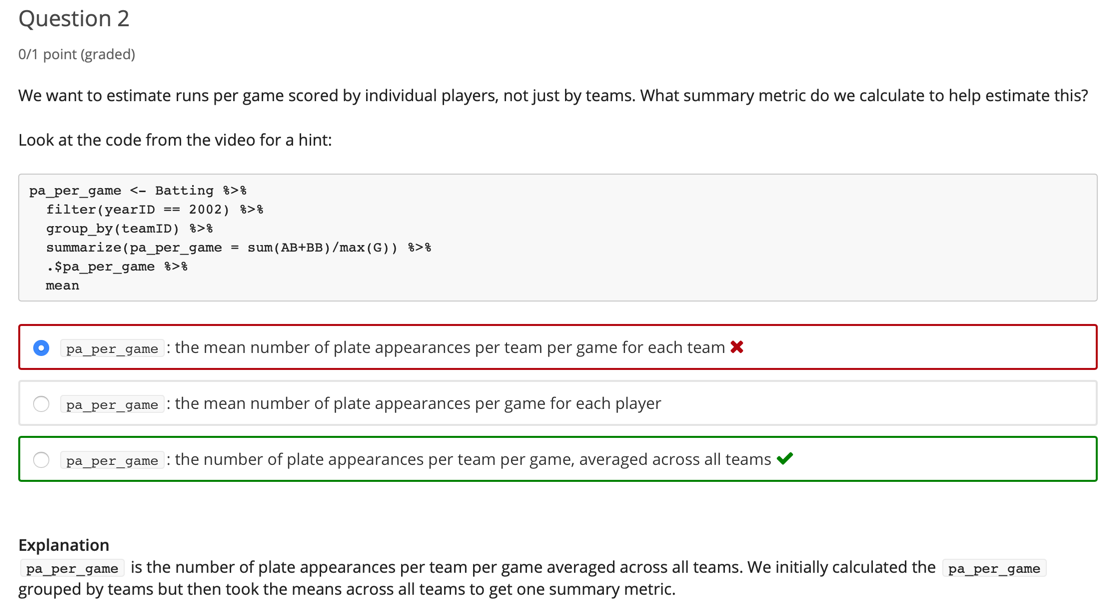 Question 2
0/1 point (graded)
We want to estimate runs per game scored by individual players, not just by teams. What summary metric do we calculate to help estimate this?
Look at the code from the video for a hint:
pa_per_game <- Batting %>%
  filter(yearID == 2002) %>%
  group_by(teamID) %>%
  summarize(pa_per_game = sum(AB+BB)/max(G)) %>%
  .$pa_per_game %>%
  mean
pa_per_game : the mean number of plate appearances per team per game for each team ✖
pa_per_game : the mean number of plate appearances per game for each player
pa_per_game : the number of plate appearances per team per game, averaged across all teams ✔
Explanation
pa_per_game is the number of plate appearances per team per game averaged across all teams. We initially calculated the pa_per_game
grouped by teams but then took the means across all teams to get one summary metric.